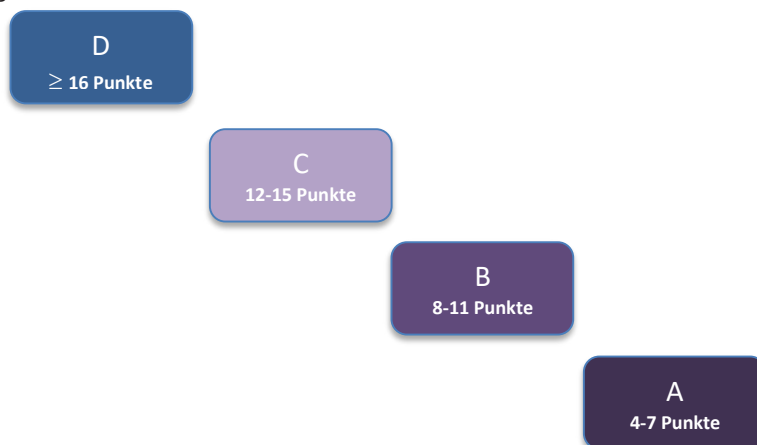 D
≥ 16 Punkte
C
12-15 Punkte
B
8-11 Punkte
A
4-7 Punkte